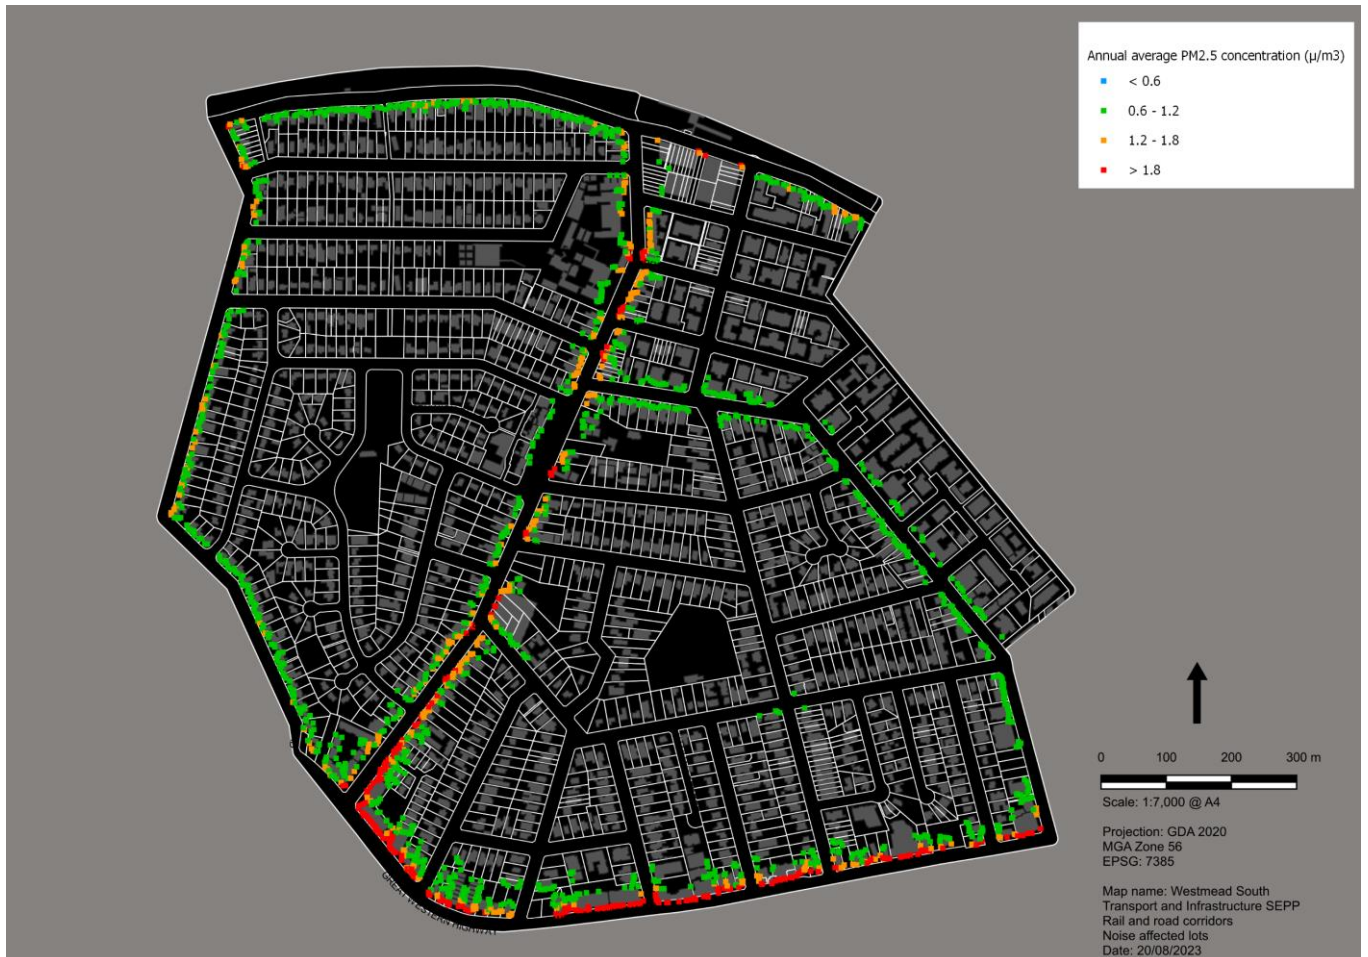 Annual average PM2.5 concentration (µ/m3)
< 0.6
0.6 - 1.2
1.2 - 1.8
> 1.8
0 100 200 300 m
Scale: 1:7,000 @ A4
Projection: GDA 2020
MGA Zone 56
EPSG: 7385
Map name: Westmead South
Transport and Infrastructure SEPP
Rail and road corridors
Noise affected lots
Date: 20/08/2023
GREAT WESTERN HIGHWAY